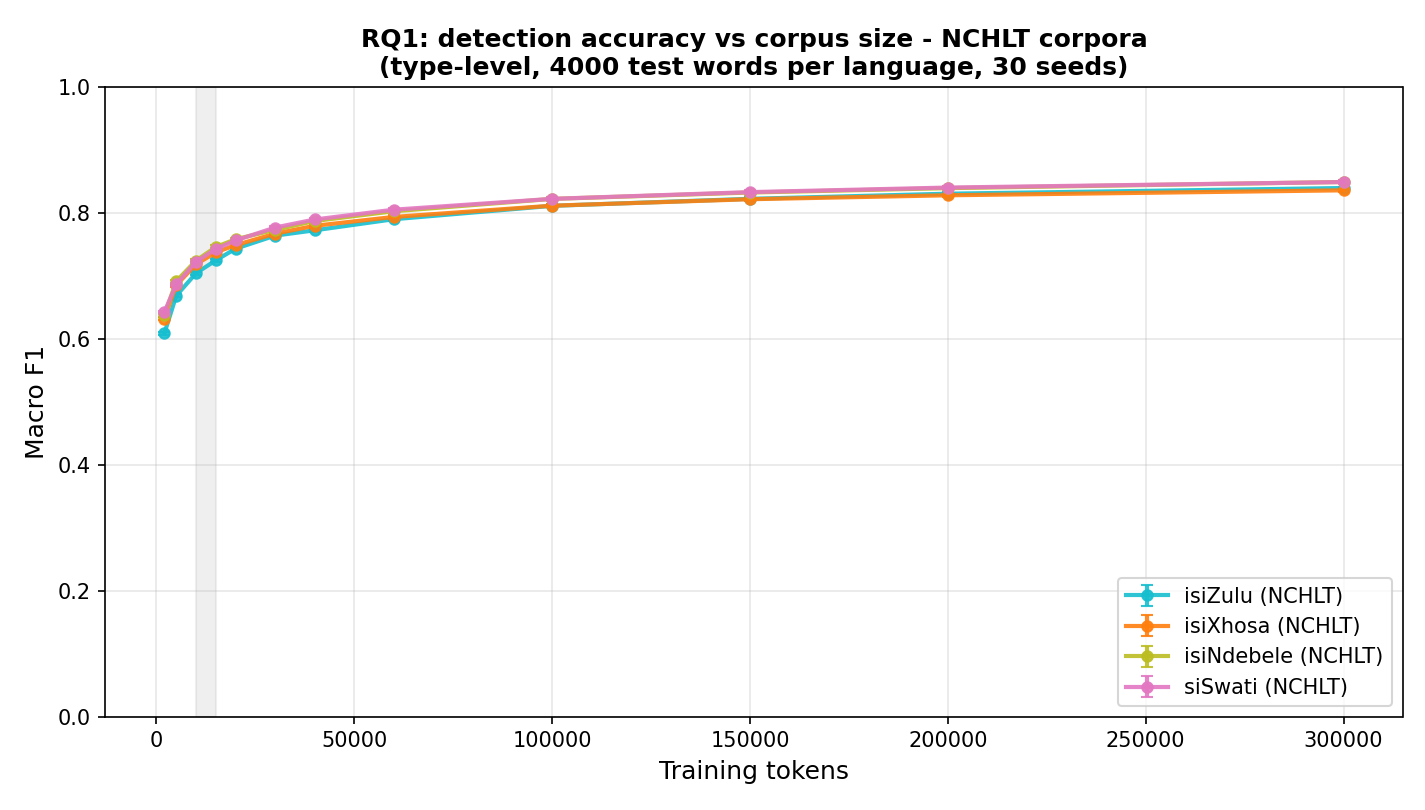 RQ1: detection accuracy vs corpus size - NCHLT corpora
(type-level, 4000 test words per language, 30 seeds)
1.0
0.8
0.6
0.4
0.2
0.0
Macro F1
0
50000
100000
150000
200000
250000
300000
Training tokens
isiZulu (NCHLT)
isiXhosa (NCHLT)
isiNdebele (NCHLT)
siSwati (NCHLT)